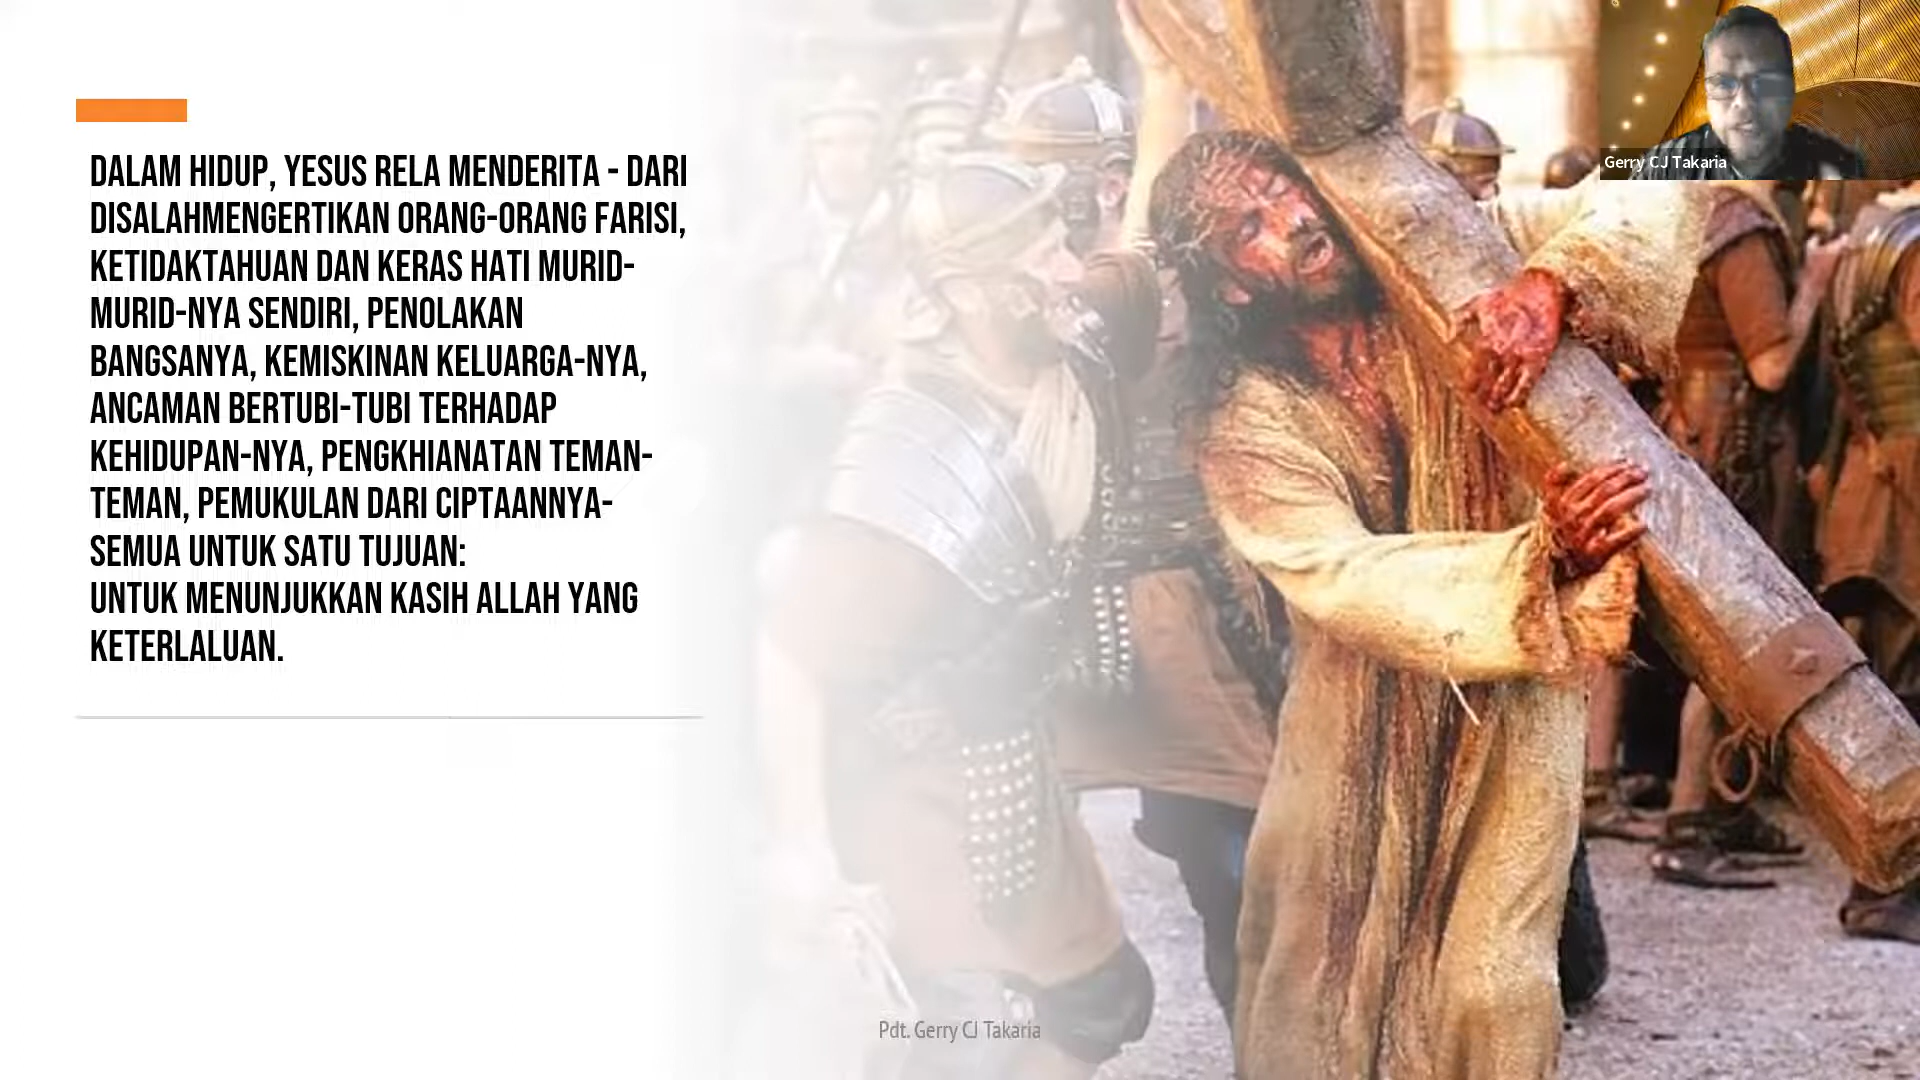 DALAM HIDUP, YESUS RELA MENDERITA - DARI
DISALAHMENGERTIKAN ORANG-ORANG FARISI,
KETIDAKTAHUAN DAN KERAS HATI MURID-
MURID-NYA SENDIRI, PENOLAKAN
BANGSANYA, KEMISKINAN KELUARGA-NYA,
ANCAMAN BERTUBI-TUBI TERHADAP
KEHIDUPAN-NYA, PENGKHIANATAN TEMAN-
TEMAN, PEMUKULAN DARI CIPTAANNYA-
SEMUA UNTUK SATU TUJUAN:
UNTUK MENUNJUKKAN KASIH ALLAH YANG
KETERLALUAN.
Gerry CJ Takaria
Pdt. Gerry CJ Takaria